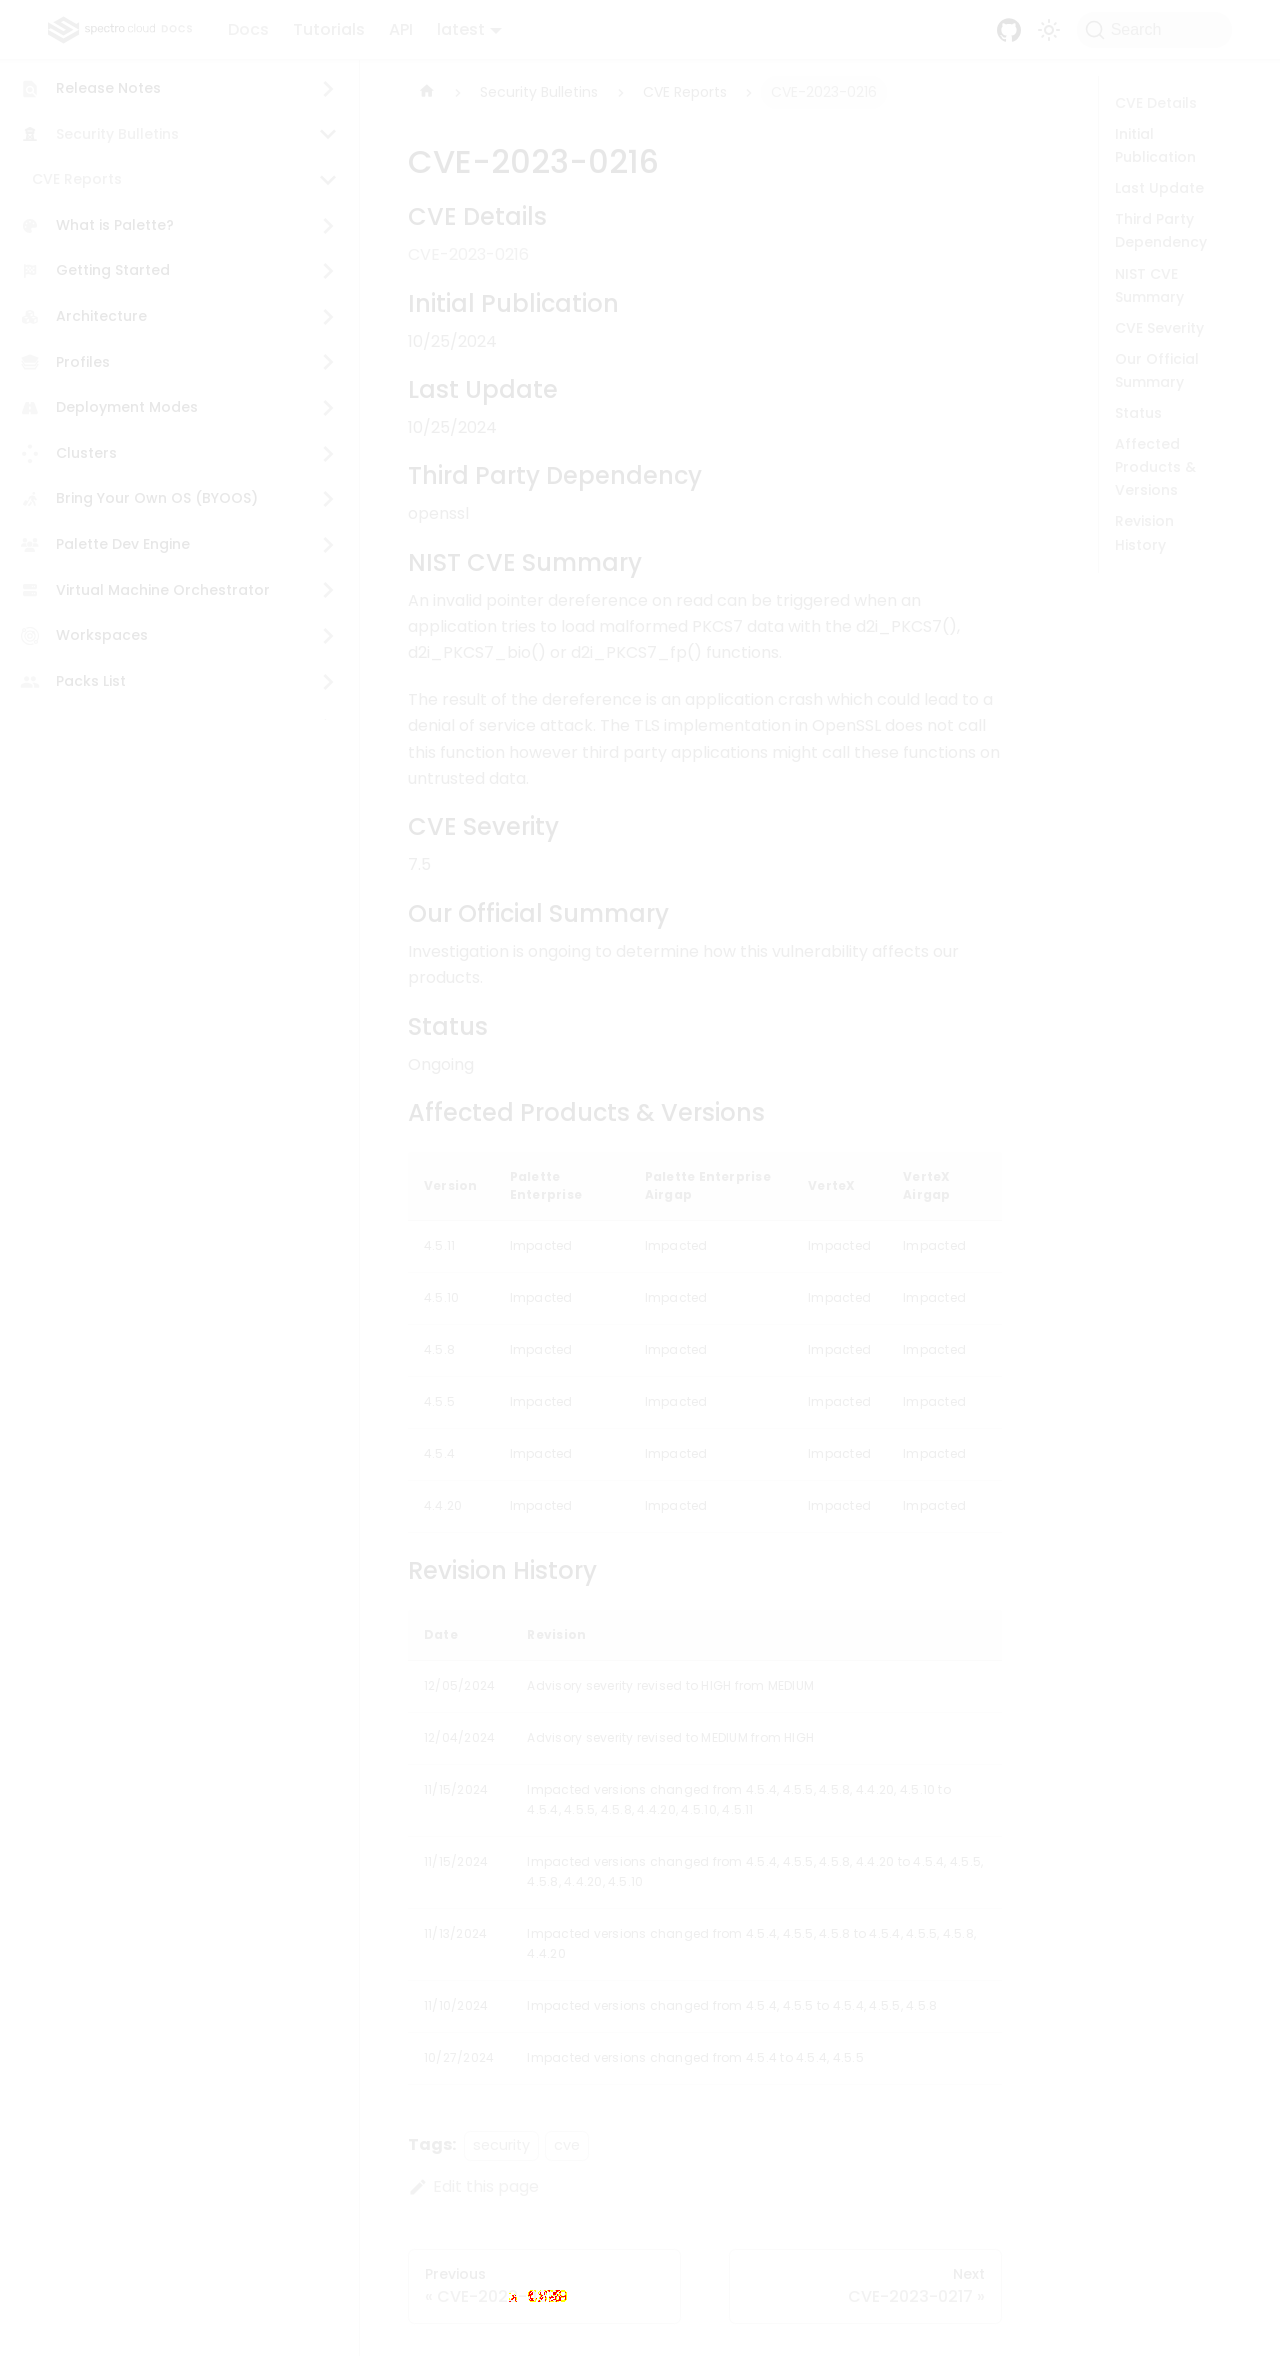 spectro cloud DOCS
Docs
Tutorials
API
latest
Search
Release Notes
Security Bulletins
CVE Reports
What is Palette?
Getting Started
Architecture
Profiles
Deployment Modes
Clusters
Bring Your Own OS (BYOOS)
Palette Dev Engine
Virtual Machine Orchestrator
Workspaces
Packs List
Security Bulletins
CVE Reports
CVE-2023-0216
CVE-2023-0216
CVE Details
CVE-2023-0216
Initial Publication
10/25/2024
Last Update
10/25/2024
Third Party Dependency
openssl
NIST CVE Summary
An invalid pointer dereference on read can be triggered when an
application tries to load malformed PKCS7 data with the d2i_PKCS7(),
d2i_PKCS7_bio() or d2i_PKCS7_fp() functions.
The result of the dereference is an application crash which could lead to a
denial of service attack. The TLS implementation in OpenSSL does not call
this function however third party applications might call these functions on
untrusted data.
CVE Severity
7.5
Our Official Summary
Investigation is ongoing to determine how this vulnerability affects our
products.
Status
Ongoing
Affected Products & Versions
Version Palette Enterprise Palette Enterprise Airgap VerteX VerteX Airgap
4.5.11 Impacted Impacted Impacted Impacted
4.5.10 Impacted Impacted Impacted Impacted
4.5.8 Impacted Impacted Impacted Impacted
4.5.5 Impacted Impacted Impacted Impacted
4.5.4 Impacted Impacted Impacted Impacted
4.4.20 Impacted Impacted Impacted Impacted
Revision History
Date Revision
12/05/2024 Advisory severity revised to HIGH from MEDIUM
12/04/2024 Advisory severity revised to MEDIUM from HIGH
11/15/2024 Impacted versions changed from 4.5.4, 4.5.5, 4.5.8, 4.4.20, 4.5.10 to
4.5.4, 4.5.5, 4.5.8, 4.4.20, 4.5.10, 4.5.11
11/15/2024 Impacted versions changed from 4.5.4, 4.5.5, 4.5.8, 4.4.20 to 4.5.4, 4.5.5,
4.5.8, 4.4.20, 4.5.10
11/13/2024 Impacted versions changed from 4.5.4, 4.5.5, 4.5.8 to 4.5.4, 4.5.5, 4.5.8,
4.4.20
11/10/2024 Impacted versions changed from 4.5.4, 4.5.5 to 4.5.4, 4.5.5, 4.5.8
10/27/2024 Impacted versions changed from 4.5.4 to 4.5.4, 4.5.5
Tags: security cve
Edit this page
Previous
Next
CVE-2023-0217 »
CVE Details
Initial
Publication
Last Update
Third Party
Dependency
NIST CVE
Summary
CVE Severity
Our Official
Summary
Status
Affected
Products &
Versions
Revision
History